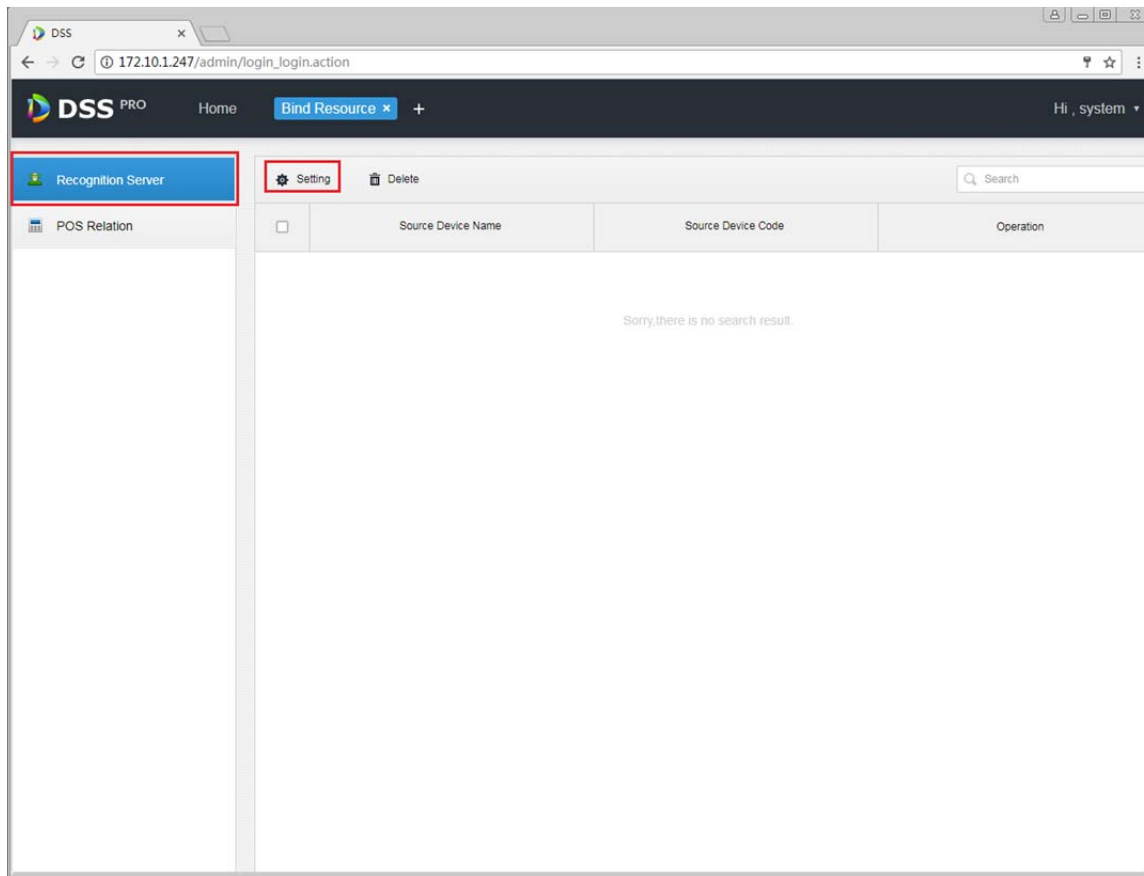 DSS
172.10.1.247/admin/login_login.action
DSS PRO Home Bind Resource × + Hi , system
Recognition Server
Setting Delete Search
POS Relation
Source Device Name Source Device Code Operation
Sorry,there is no search result.